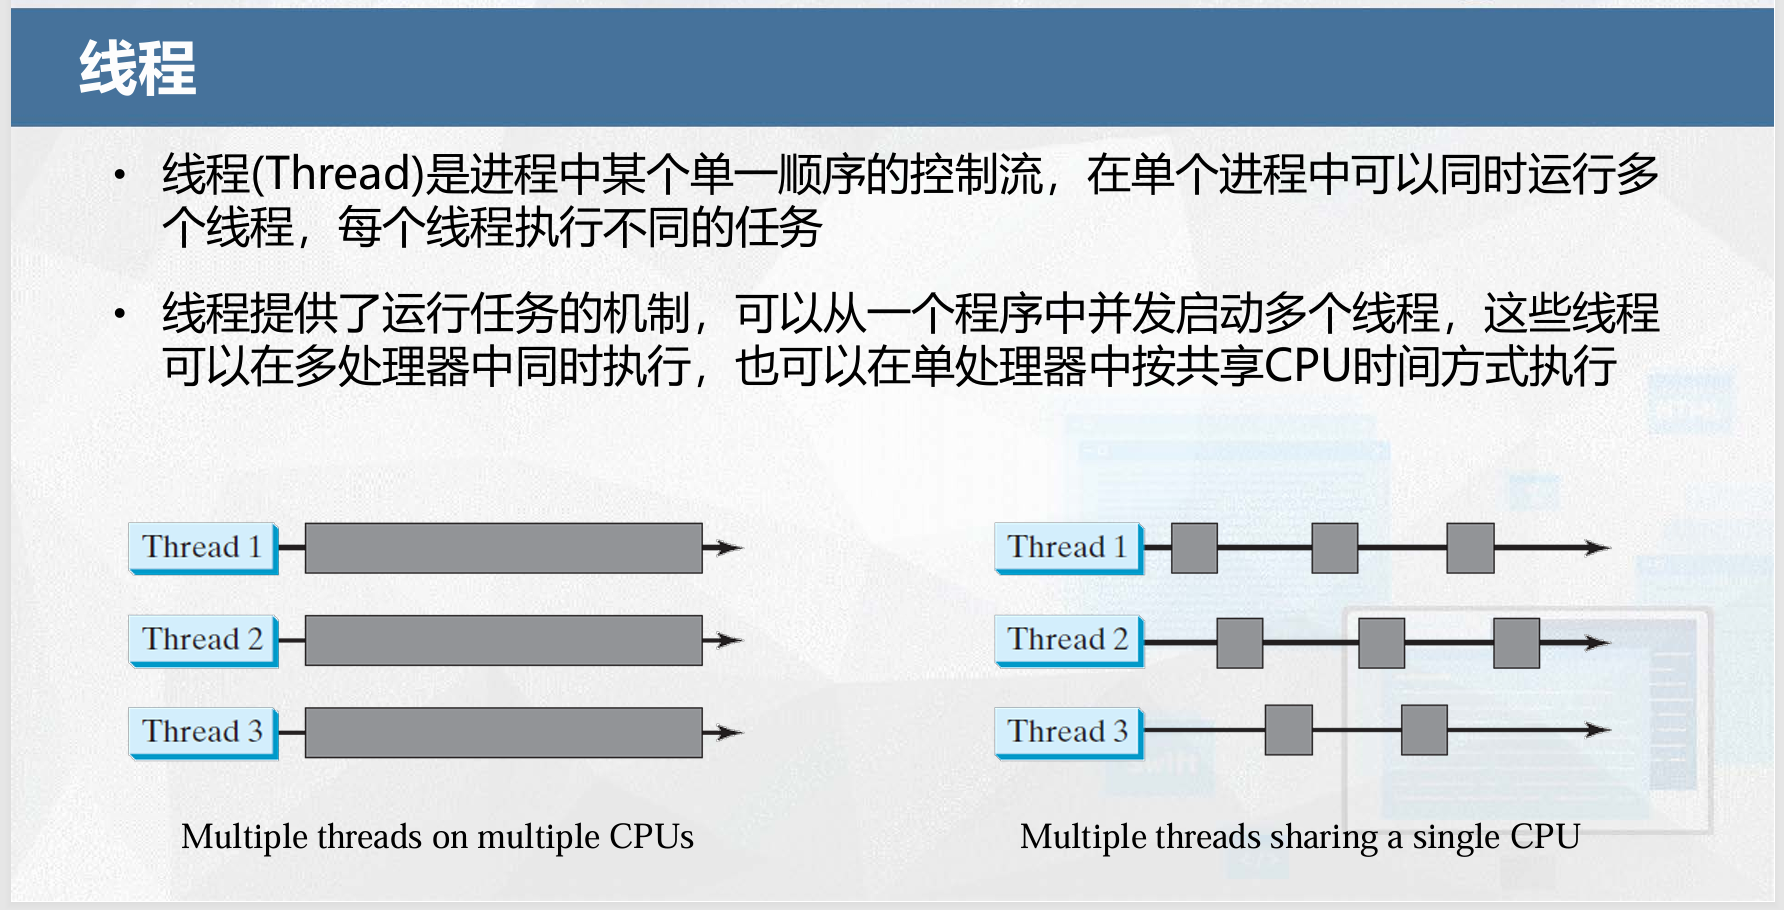 线程
• 线程(Thread)是进程中某个单一顺序的控制流，在单个进程中可以同时运行多
个线程，每个线程执行不同的任务
• 线程提供了运行任务的机制，可以从一个程序中并发启动多个线程，这些线程
可以在多处理器中同时执行，也可以在单处理器中按共享CPU时间方式执行
Thread 1
Thread 2
Thread 3
Multiple threads on multiple CPUs
Thread 1
Thread 2
Thread 3
Multiple threads sharing a single CPU